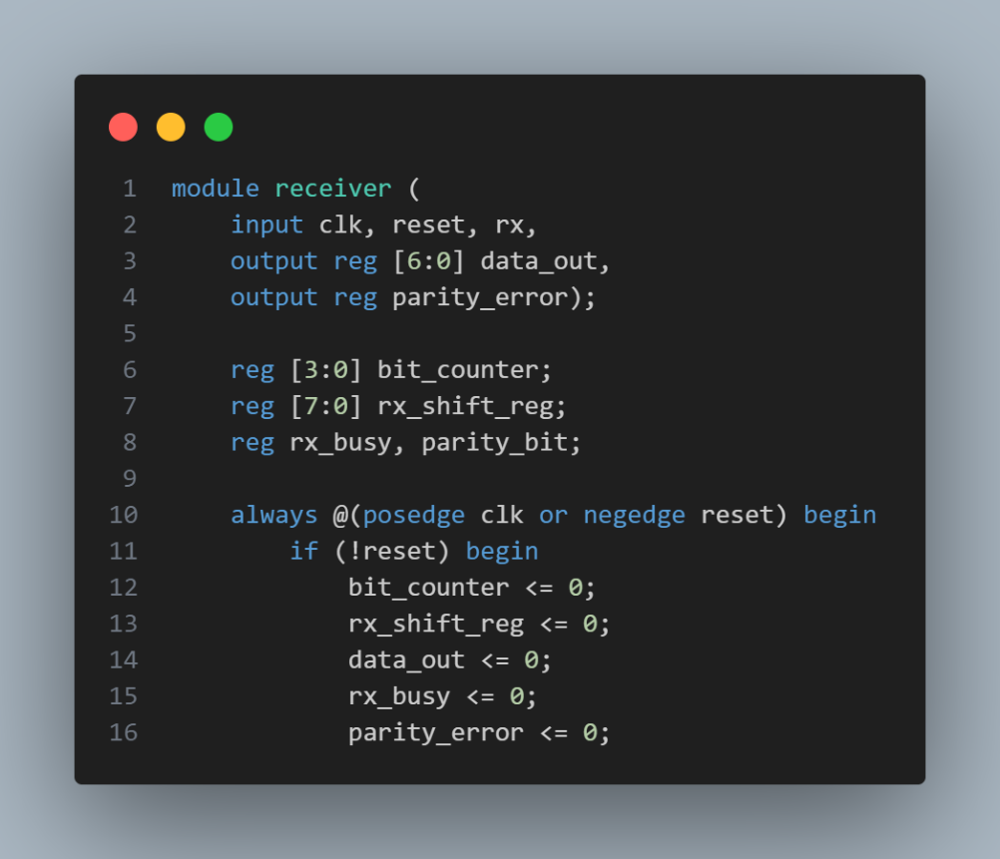 1 module receiver (
2 input clk, reset, rx,
3 output reg [6:0] data_out,
4 output reg parity_error);
5
6 reg [3:0] bit_counter;
7 reg [7:0] rx_shift_reg;
8 reg rx_busy, parity_bit;
9
10 always @(posedge clk or negedge reset) begin
11 if (!reset) begin
12 bit_counter <= 0;
13 rx_shift_reg <= 0;
14 data_out <= 0;
15 rx_busy <= 0;
16 parity_error <= 0;